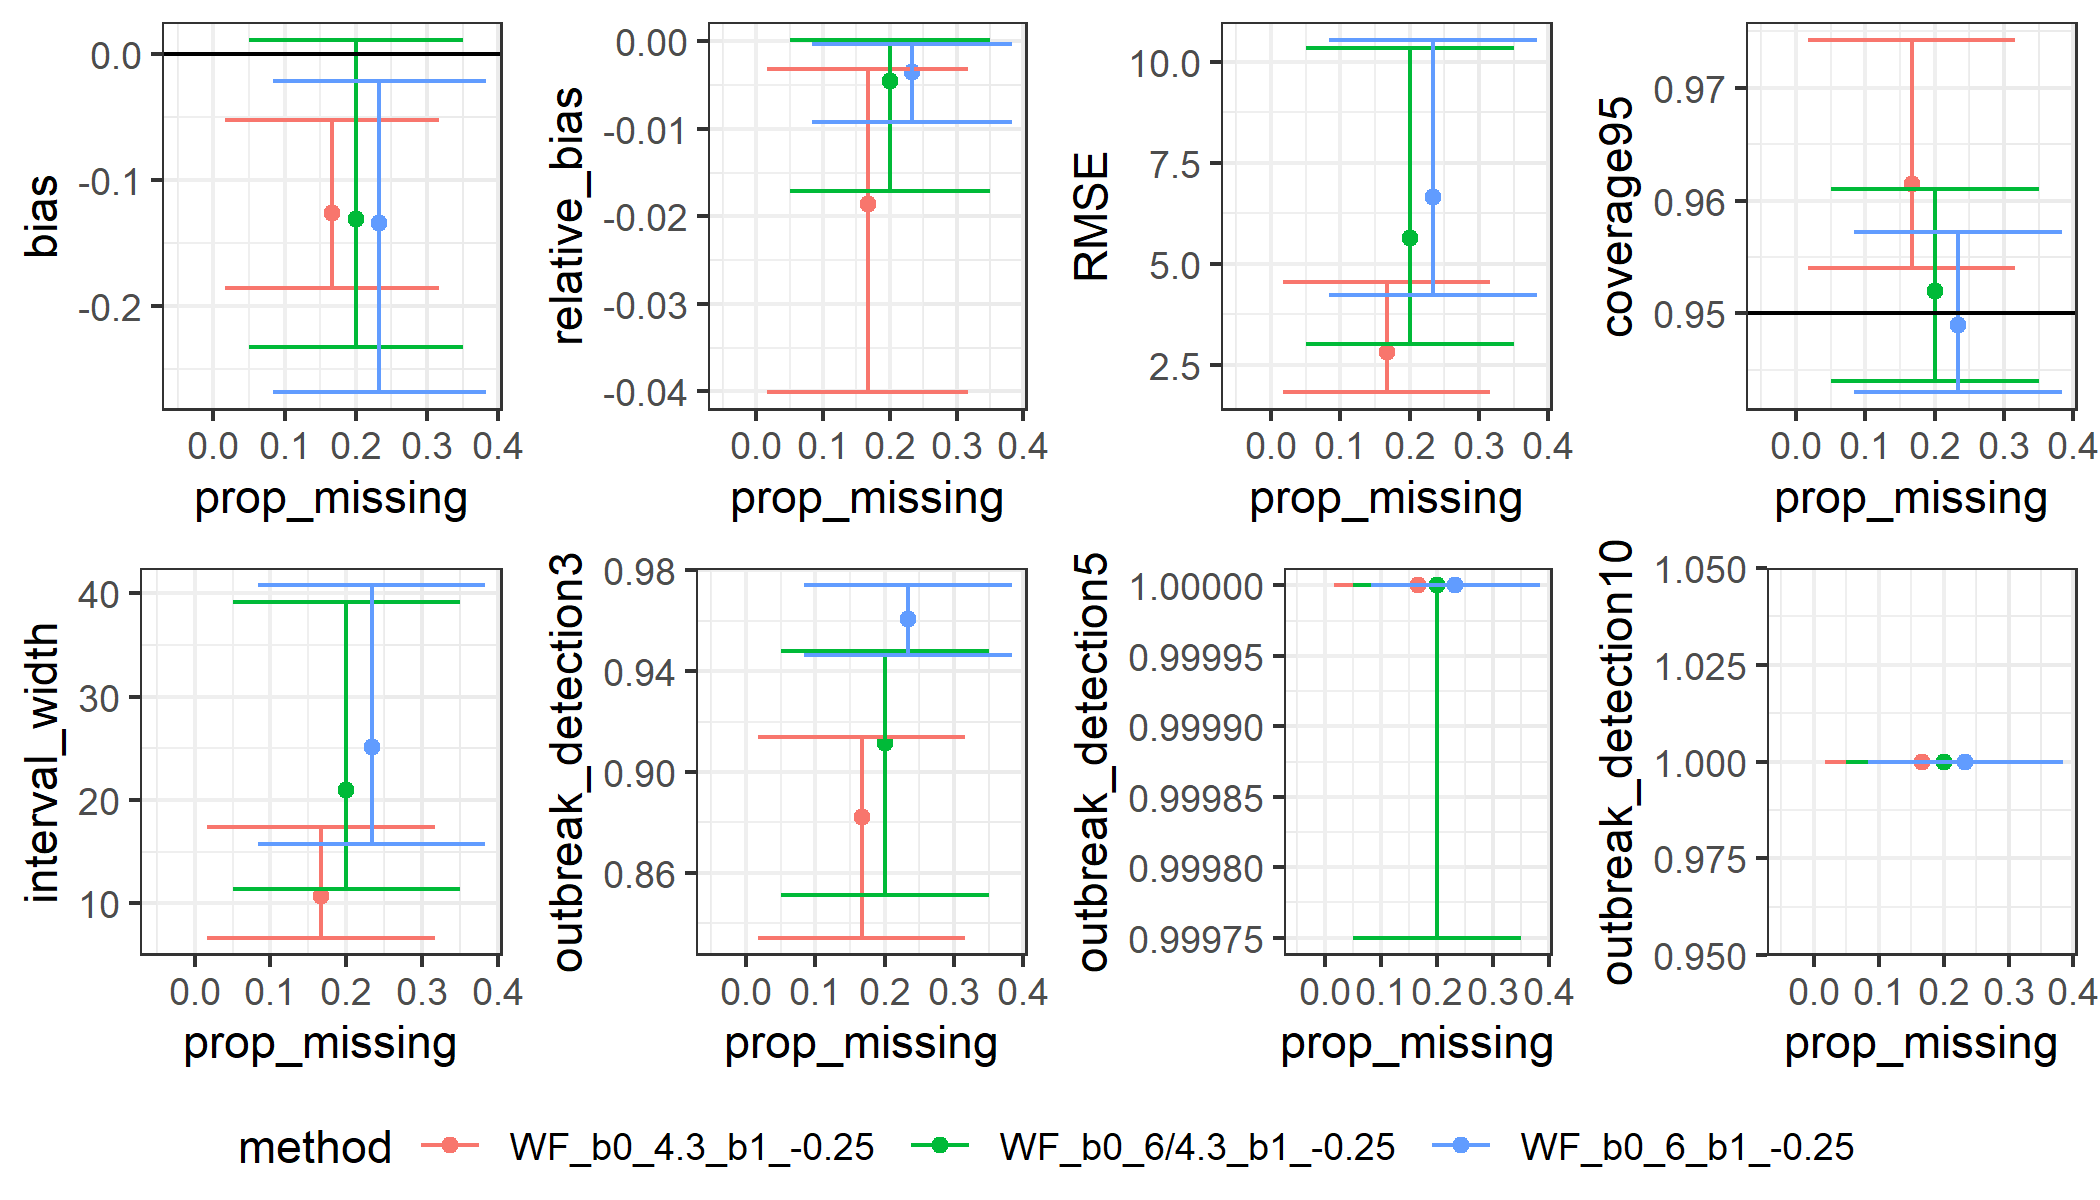 bias
0.0
-0.1
-0.2
0.0 0.1 0.2 0.3 0.4
prop_missing
relative_bias
0.00
-0.01
-0.02
-0.03
-0.04
0.0 0.1 0.2 0.3 0.4
prop_missing
RMSE
10.0
7.5
5.0
2.5
0.0 0.1 0.2 0.3 0.4
prop_missing
coverage95
0.97
0.96
0.95
0.0 0.1 0.2 0.3 0.4
prop_missing
interval_width
40
30
20
10
0.0 0.1 0.2 0.3 0.4
prop_missing
outbreak_detection3
0.98
0.94
0.90
0.86
0.0 0.1 0.2 0.3 0.4
prop_missing
outbreak_detection5
1.00000
0.99995
0.99990
0.99985
0.99980
0.99975
0.0 0.1 0.2 0.3 0.4
prop_missing
outbreak_detection10
1.050
1.025
1.000
0.975
0.950
0.0 0.1 0.2 0.3 0.4
prop_missing
method WF_b0_4.3_b1_-0.25 WF_b0_6/4.3_b1_-0.25 WF_b0_6_b1_-0.25